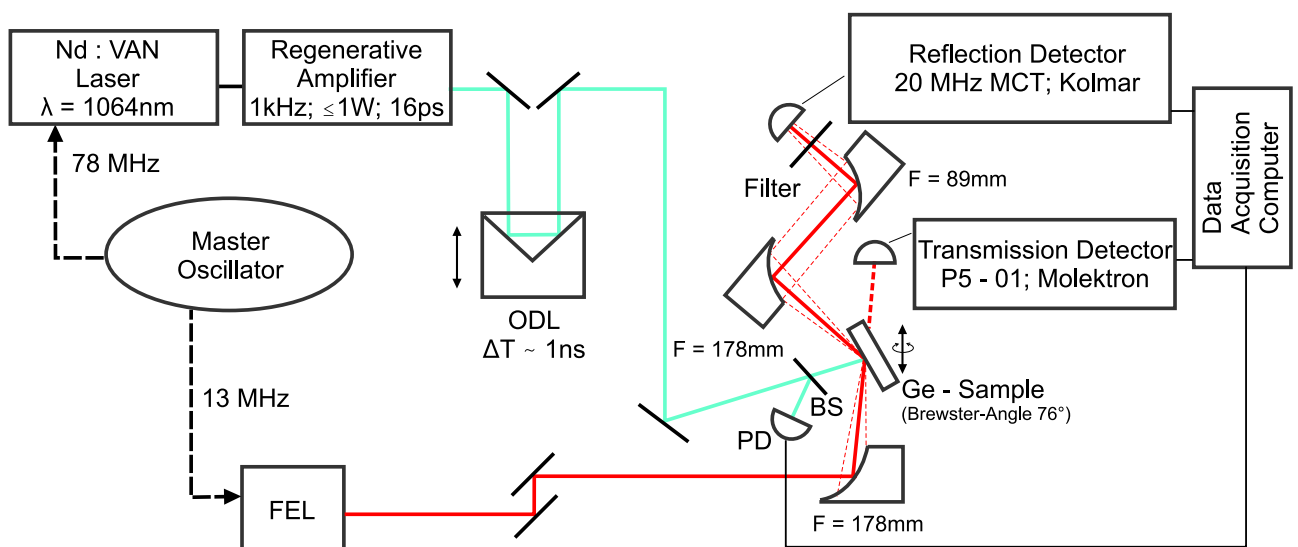 Nd : VAN
Laser
λ = 1064nm
Regenerative
Amplifier
1kHz; ≤1W; 16ps
78 MHz
Master
Oscillator
13 MHz
FEL
ODL
ΔT ~ 1ns
Reflection Detector
20 MHz MCT; Kolmar
Filter
F = 89mm
Transmission Detector
P5 - 01; Molektron
Data
Acquisition
Computer
F = 178mm
Ge - Sample
(Brewster-Angle 76°)
BS
PD
F = 178mm